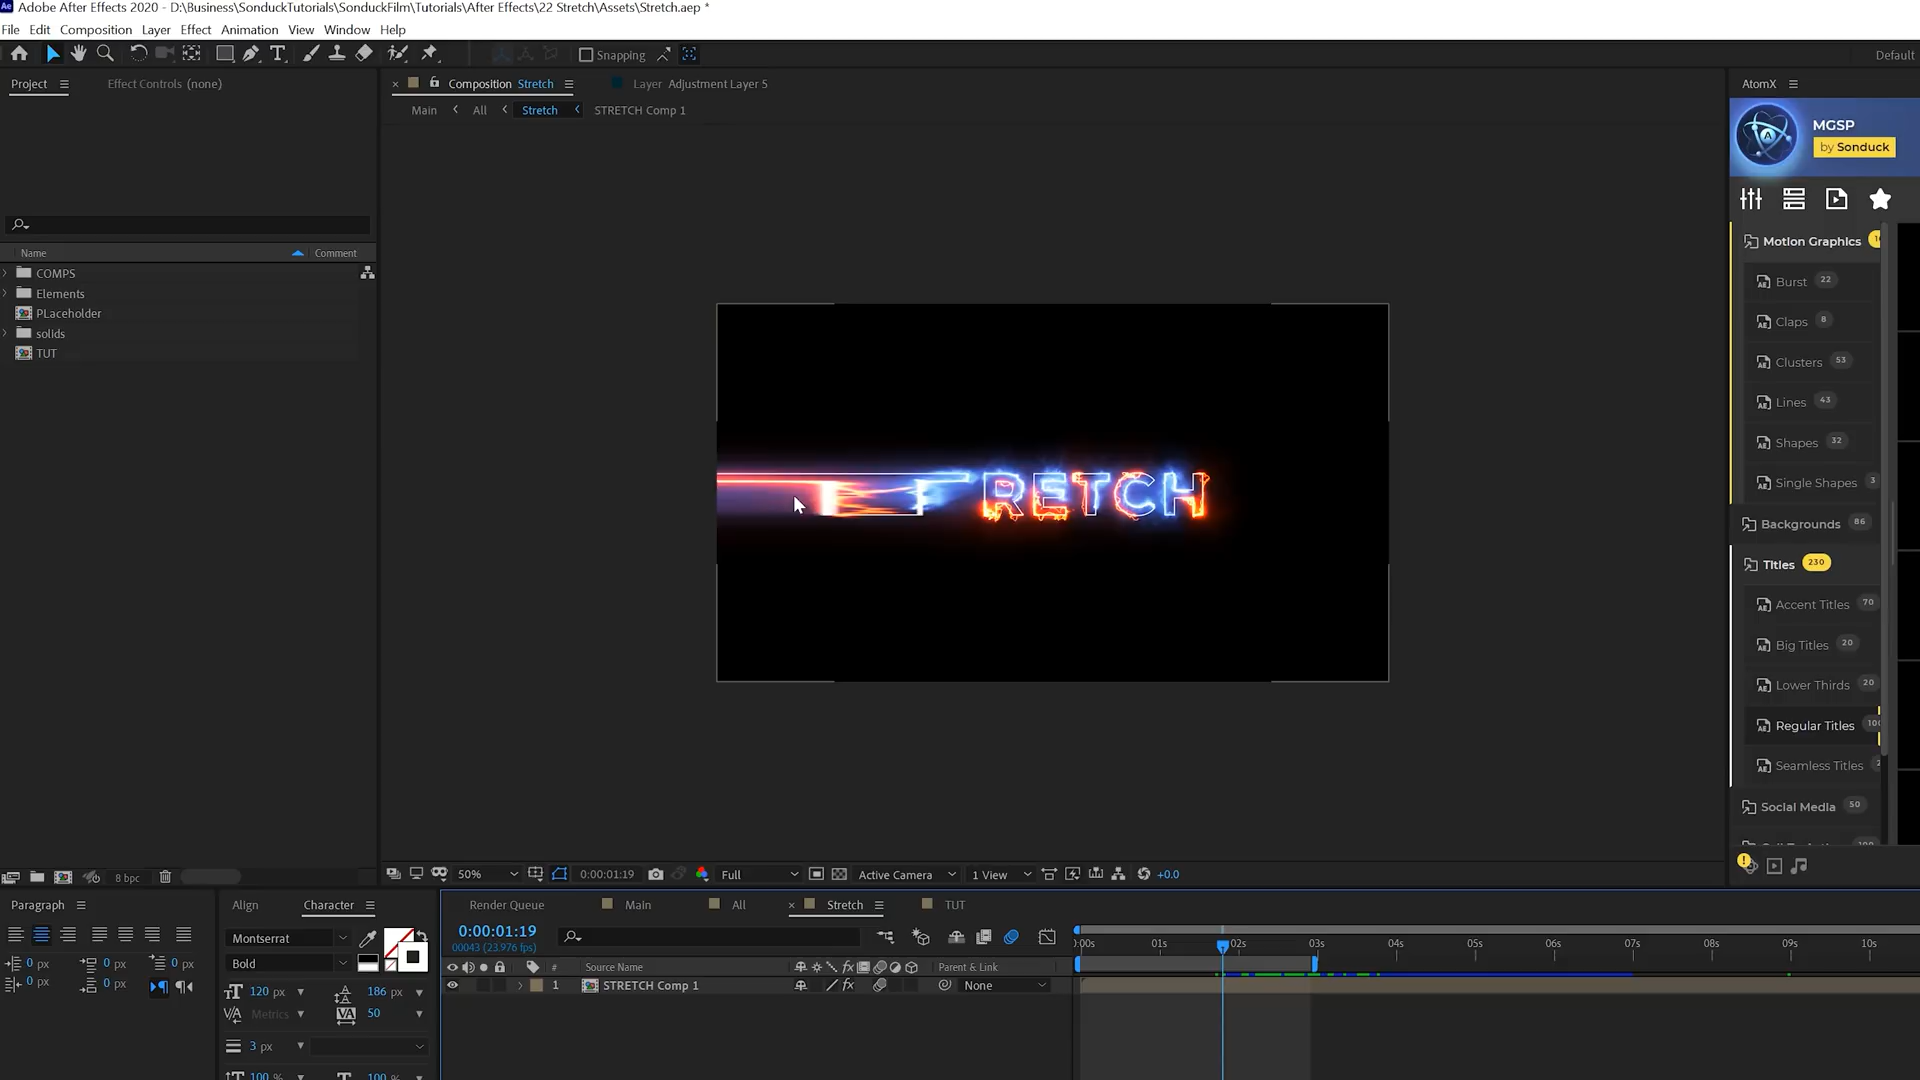 Adobe After Effects 2020 - D:\Business\SonduckTutorials\SonduckFilm\Tutorials\After Effects\22 Stretch\Assets\Stretch.aep *
File Edit Composition Layer Effect Animation View Window Help
Snapping
Default
Project
Effect Controls (none)
Composition Stretch
Layer Adjustment Layer 5
Main
All
Stretch
STRETCH Comp 1
Name
Comment
COMPS
Elements
PLaceholder
solids
TUT
RETCH
AtomX
MGSP
by Sonduck
Motion Graphics
Burst 22
Claps 8
Clusters 53
Lines 43
Shapes 32
Single Shapes 3
Backgrounds 86
Titles 230
Accent Titles 70
Big Titles 20
Lower Thirds 20
Regular Titles 100
Seamless Titles
Social Media 50
8 bpc
50%
0:00:01:19
Full
Active Camera
1 View
+0.0
Paragraph
0 px 0 px 0 px
0 px 0 px
Align
Character
Montserrat
Bold
120 px 186 px
Metrics 50
3 px
100 % 100 %
Render Queue
Main
All
Stretch
TUT
0:00:01:19
00043 (23.976 fps)
# Source Name
Parent & Link
1 STRETCH Comp 1
None
:00s 01s 02s 03s 04s 05s 06s 07s 08s 09s 10s